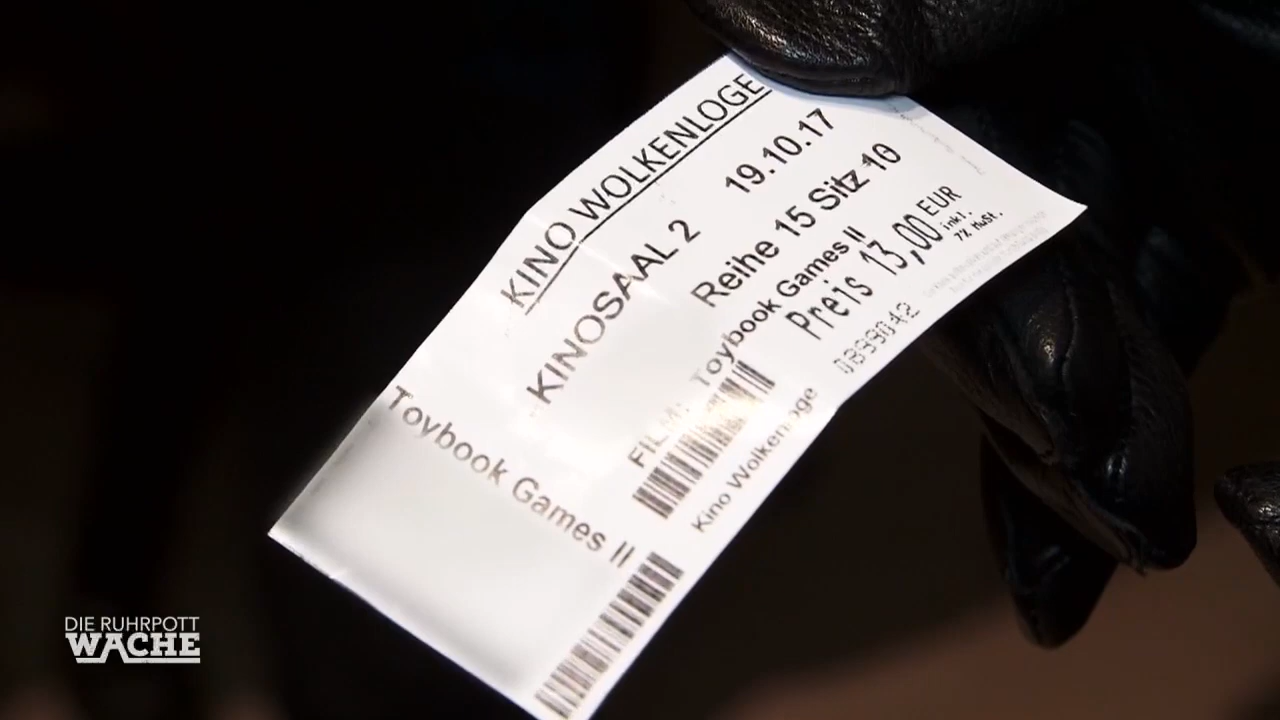 KINO WOLKENLOGE
KINOSAAL 2 19.10.17
Reihe 15 Sitz 10
FILM: Toybook Games II
Preis 13,00 EUR
inkl.
7% MwSt.
Kino Wolkenloge
0899042
Toybook Games II
DIE RUHRPOTT
WACHE